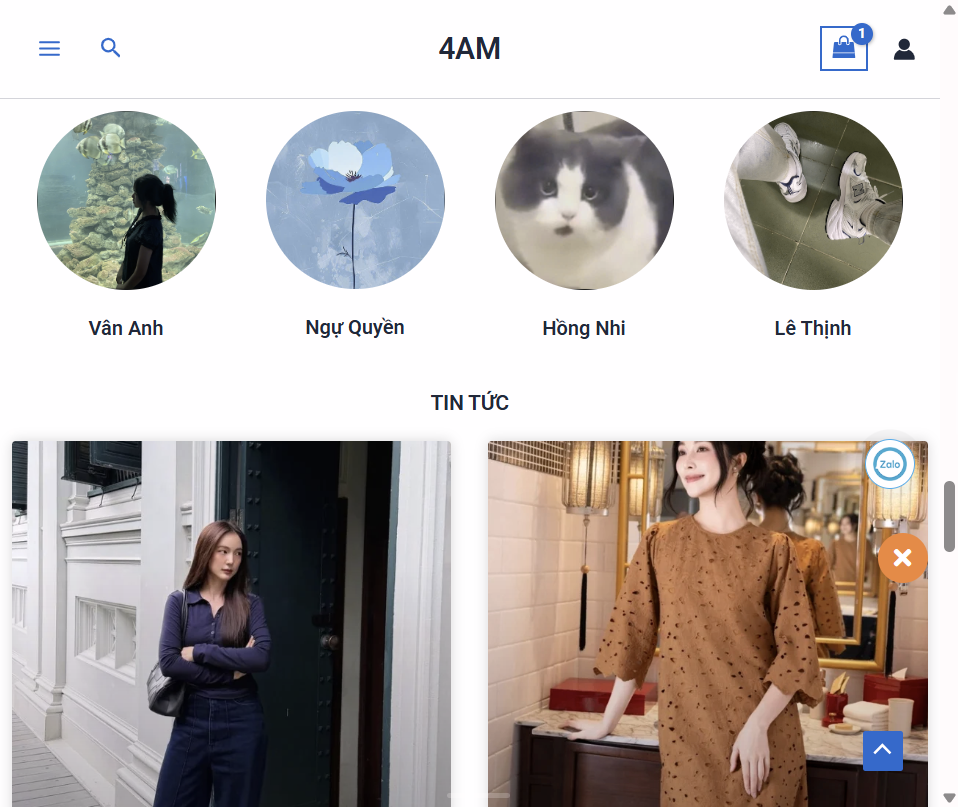 4AM
1
Vân Anh
Ngự Quyền
Hồng Nhi
Lê Thịnh
TIN TỨC
Zalo